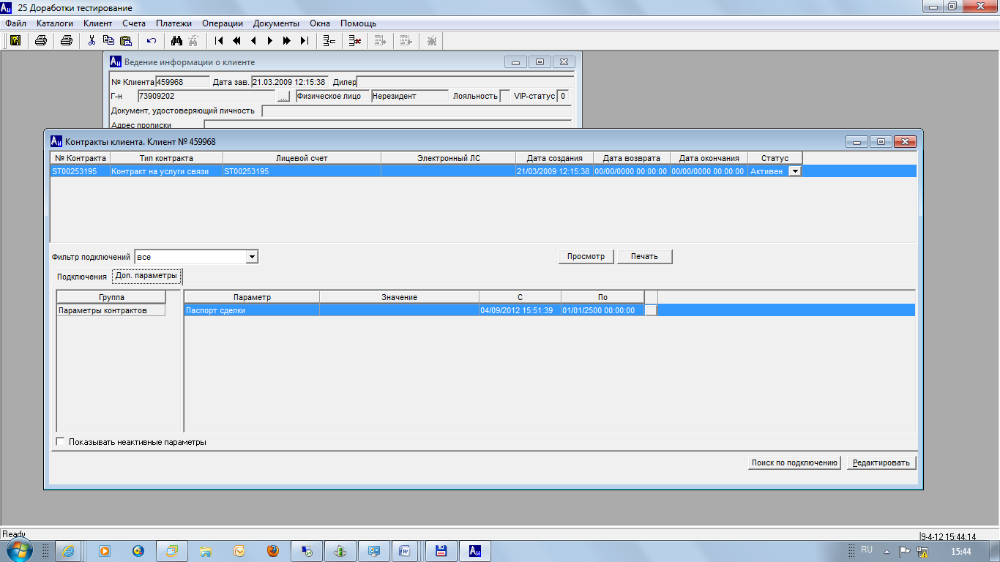 25 Доработки тестирование
Файл Каталоги Клиент Счета Платежи Операции Документы Окна Помощь
Ведение информации о клиенте
№ Клиента 459968 Дата зав. 21.03.2009 12:15:38 Дилер
Г-н 73909202 ... Физическое лицо Нерезидент Лояльность VIP-статус 0
Документ, удостоверяющий личность
Адрес прописки
Контракты клиента. Клиент № 459968
№ Контракта Тип контракта Лицевой счет Электронный ЛС Дата создания Дата возврата Дата окончания Статус
ST00253195 Контракт на услуги связи ST00253195 21/03/2009 12:15:38 00/00/0000 00:00:00 00/00/0000 00:00:00 Активен
Фильтр подключений все Просмотр Печать
Подключения Доп. параметры
Группа Параметр Значение С По
Параметры контрактов Паспорт сделки 04/09/2012 15:51:39 01/01/2500 00:00:00
Показывать неактивные параметры
Поиск по подключению Редактировать
Ready
9-4-12 15:44:14
RU 15:44